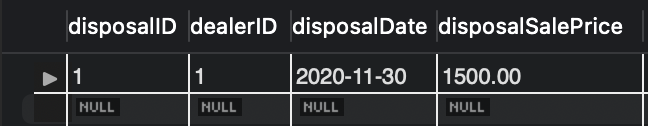 disposalID dealerID disposalDate disposalSalePrice
1 1 2020-11-30 1500.00
NULL NULL NULL NULL